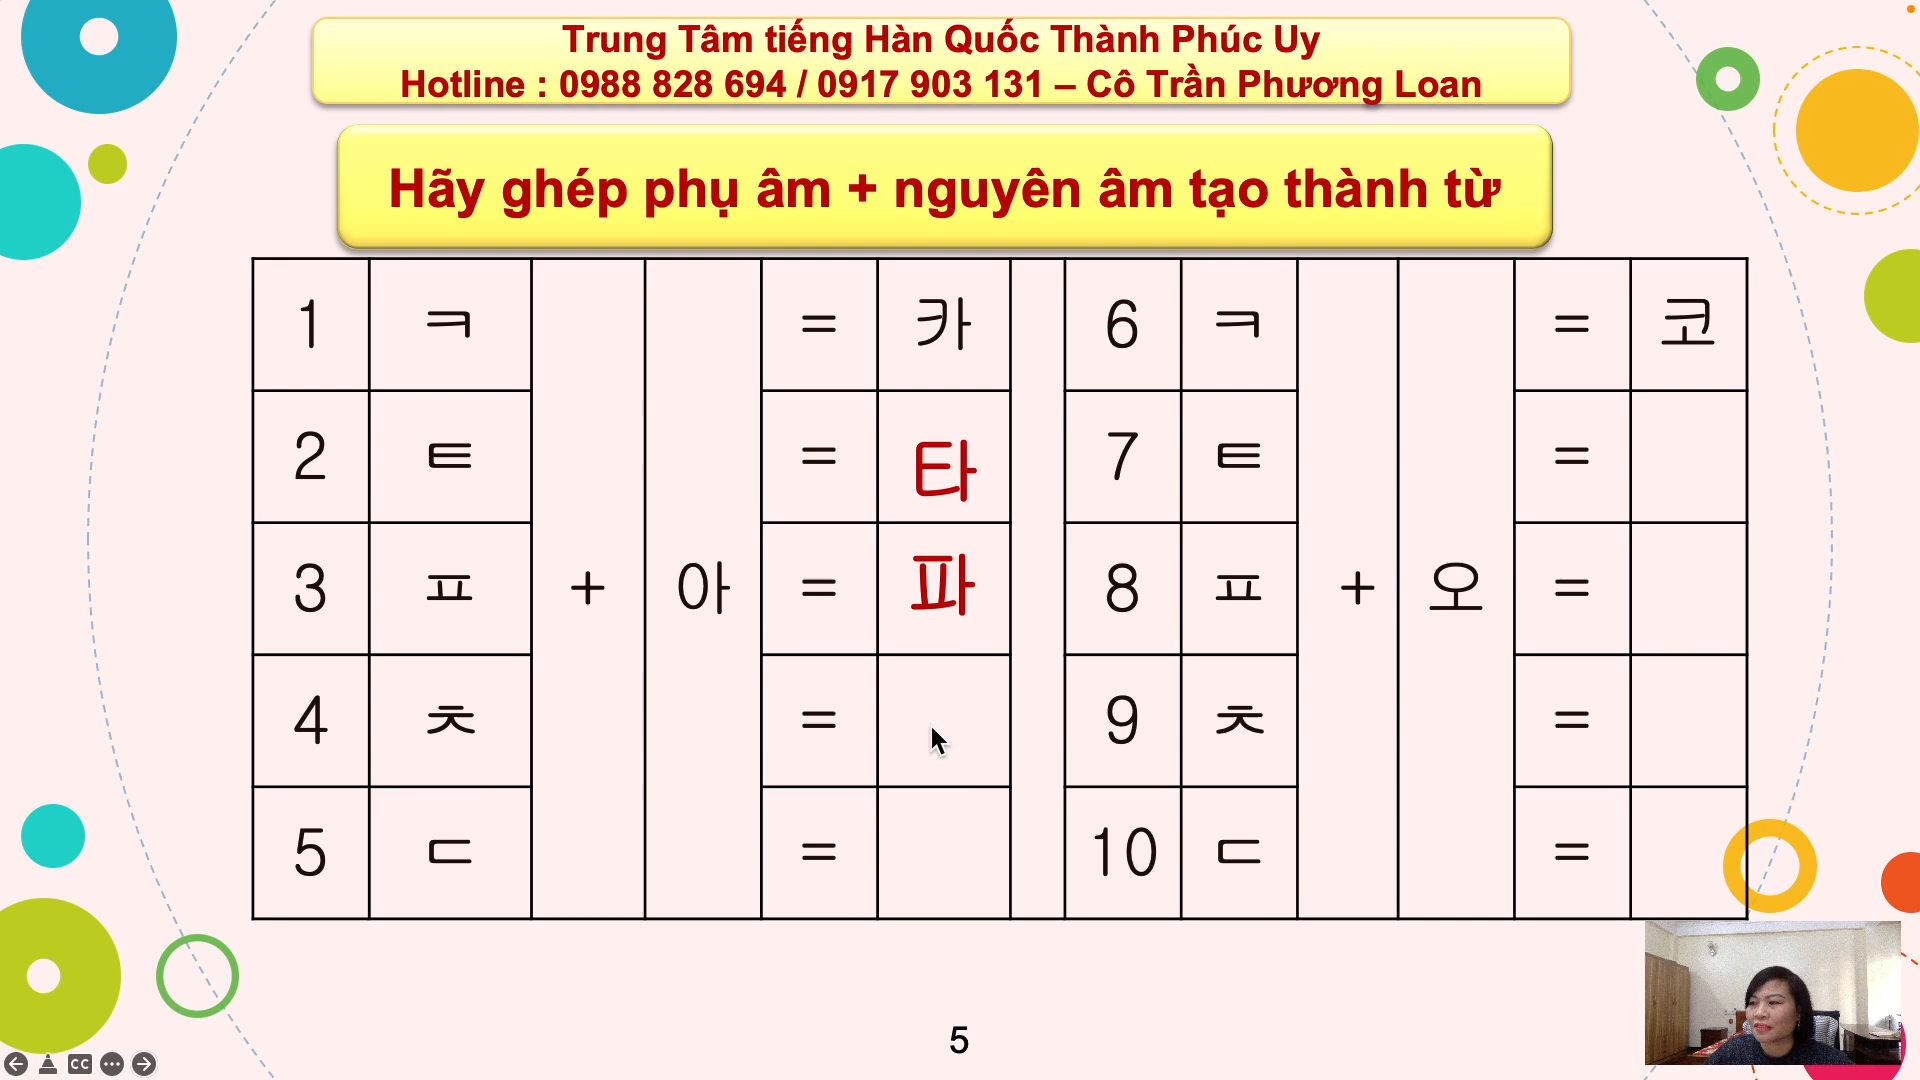 Trung Tâm tiếng Hàn Quốc Thành Phúc Uy
Hotline : 0988 828 694 / 0917 903 131 – Cô Trần Phương Loan
Hãy ghép phụ âm + nguyên âm tạo thành từ
1 ㅋ = 카 6 ㅋ = 코
2 ㅌ = 타 7 ㅌ =
3 ㅍ + 아 = 파 8 ㅍ + 오 =
4 ㅊ = 9 ㅊ =
5 ㄷ = 10 ㄷ =
5
CC